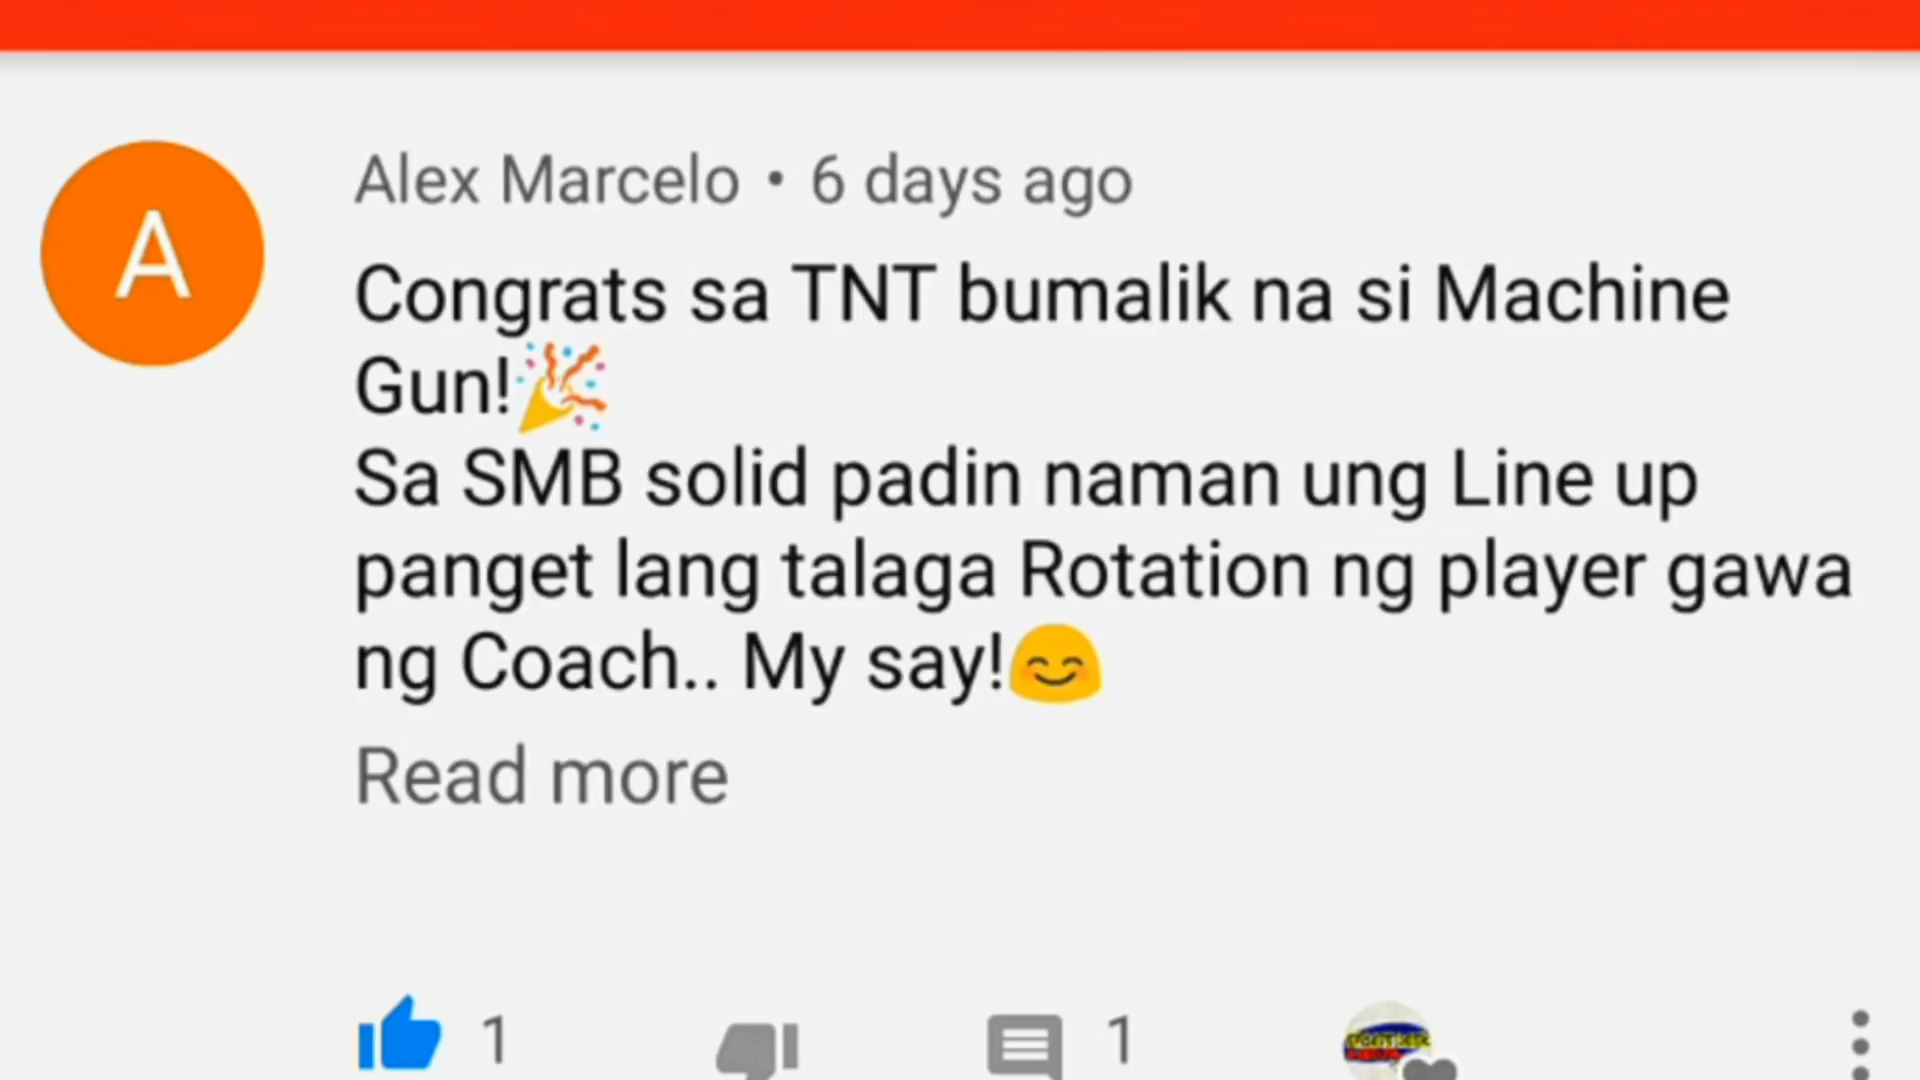 A
Alex Marcelo • 6 days ago
Congrats sa TNT bumalik na si Machine
Gun!🎉
Sa SMB solid padin naman ung Line up
panget lang talaga Rotation ng player gawa
ng Coach.. My say!😊
Read more
1
1